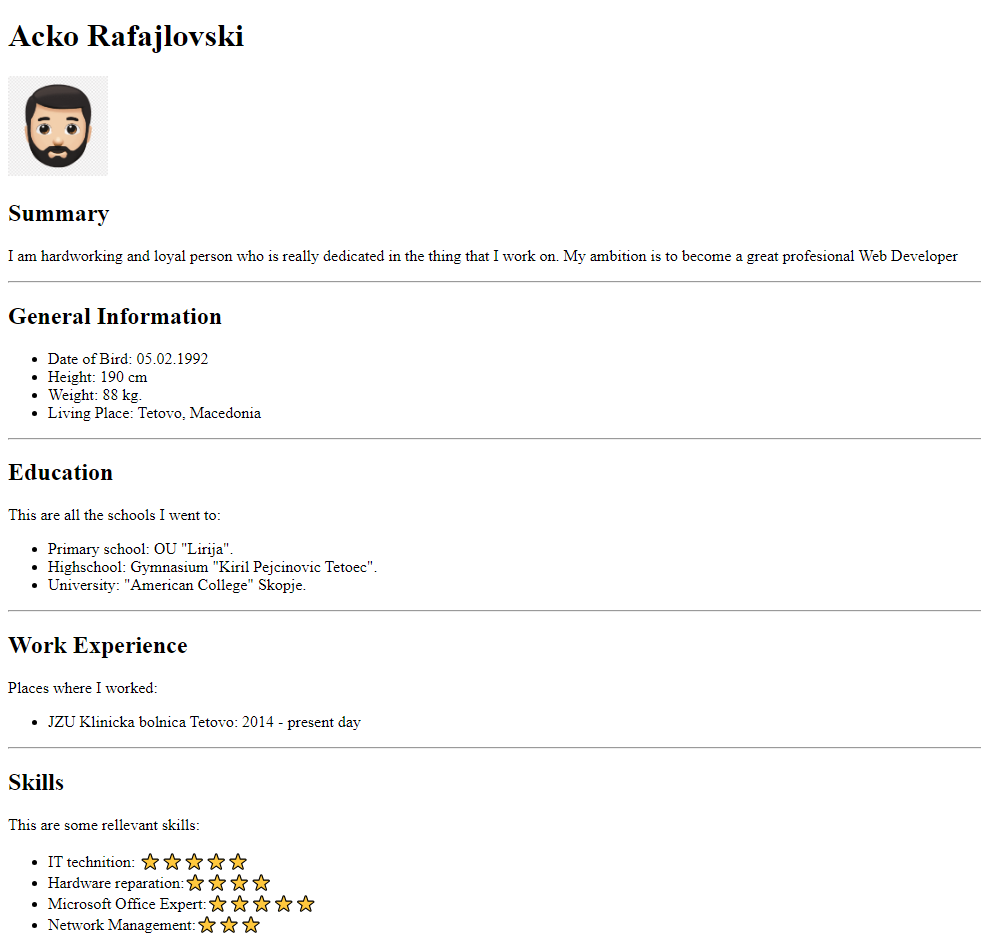 Acko Rafajlovski
Summary
I am hardworking and loyal person who is really dedicated in the thing that I work on. My ambition is to become a great profesional Web Developer
General Information
Date of Bird: 05.02.1992
Height: 190 cm
Weight: 88 kg.
Living Place: Tetovo, Macedonia
Education
This are all the schools I went to:
Primary school: OU "Lirija".
Highschool: Gymnasium "Kiril Pejcinovic Tetoec".
University: "American College" Skopje.
Work Experience
Places where I worked:
JZU Klinicka bolnica Tetovo: 2014 - present day
Skills
This are some rellevant skills:
IT technition: ⭐⭐⭐⭐⭐
Hardware reparation:⭐⭐⭐⭐
Microsoft Office Expert:⭐⭐⭐⭐⭐
Network Management:⭐⭐⭐